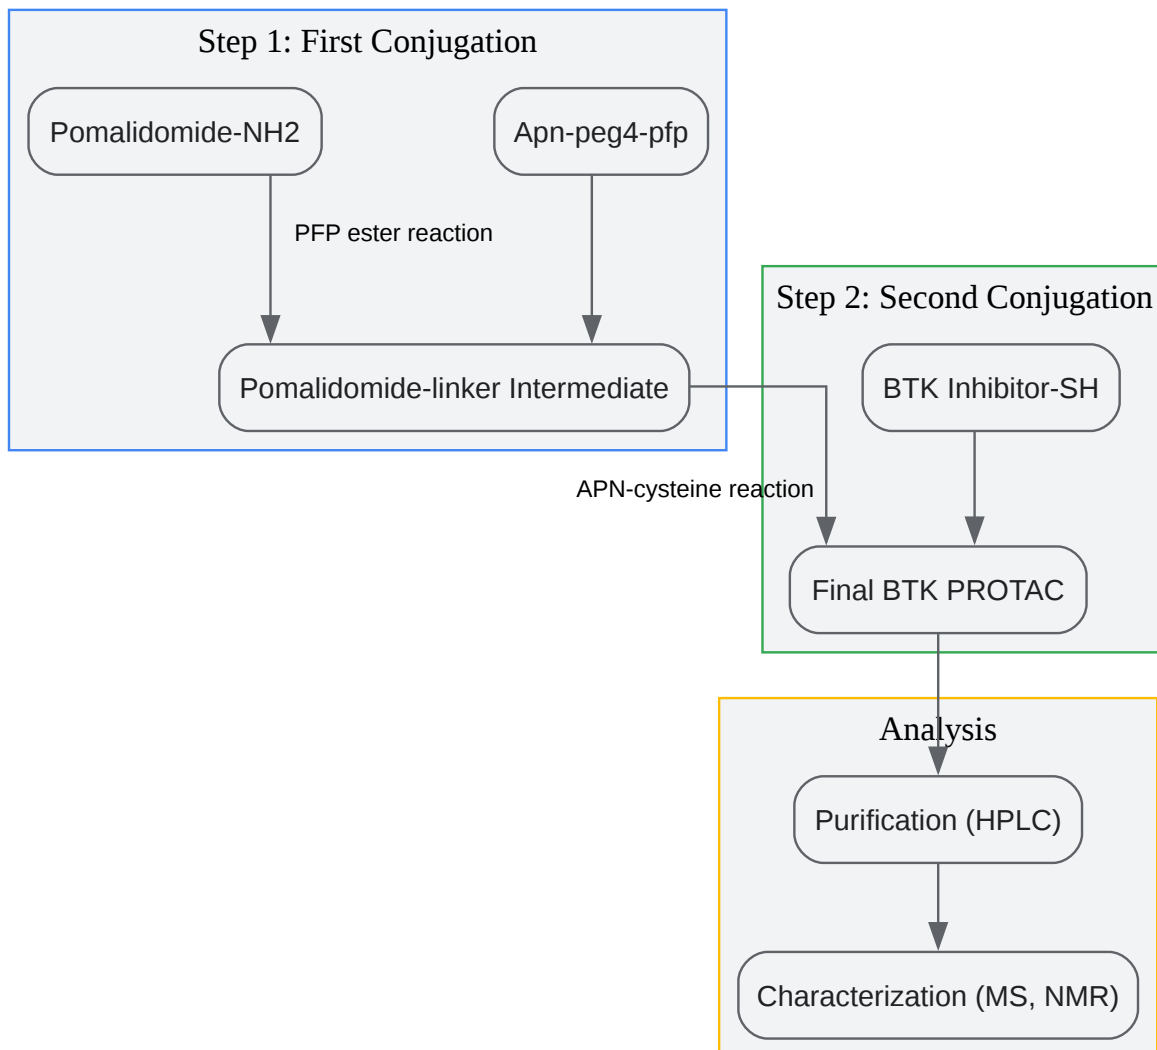 Step 1: First Conjugation
Pomalidomide-NH2
Apn-peg4-pfp
PFP ester reaction
Pomalidomide-linker Intermediate
Step 2: Second Conjugation
BTK Inhibitor-SH
APN-cysteine reaction
Final BTK PROTAC
Analysis
Purification (HPLC)
Characterization (MS, NMR)